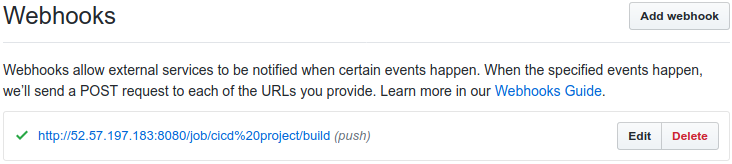 Webhooks
Add webhook
Webhooks allow external services to be notified when certain events happen. When the specified events happen,
we'll send a POST request to each of the URLs you provide. Learn more in our Webhooks Guide.
http://52.57.197.183:8080/job/cicd%20project/build (push)
Edit
Delete